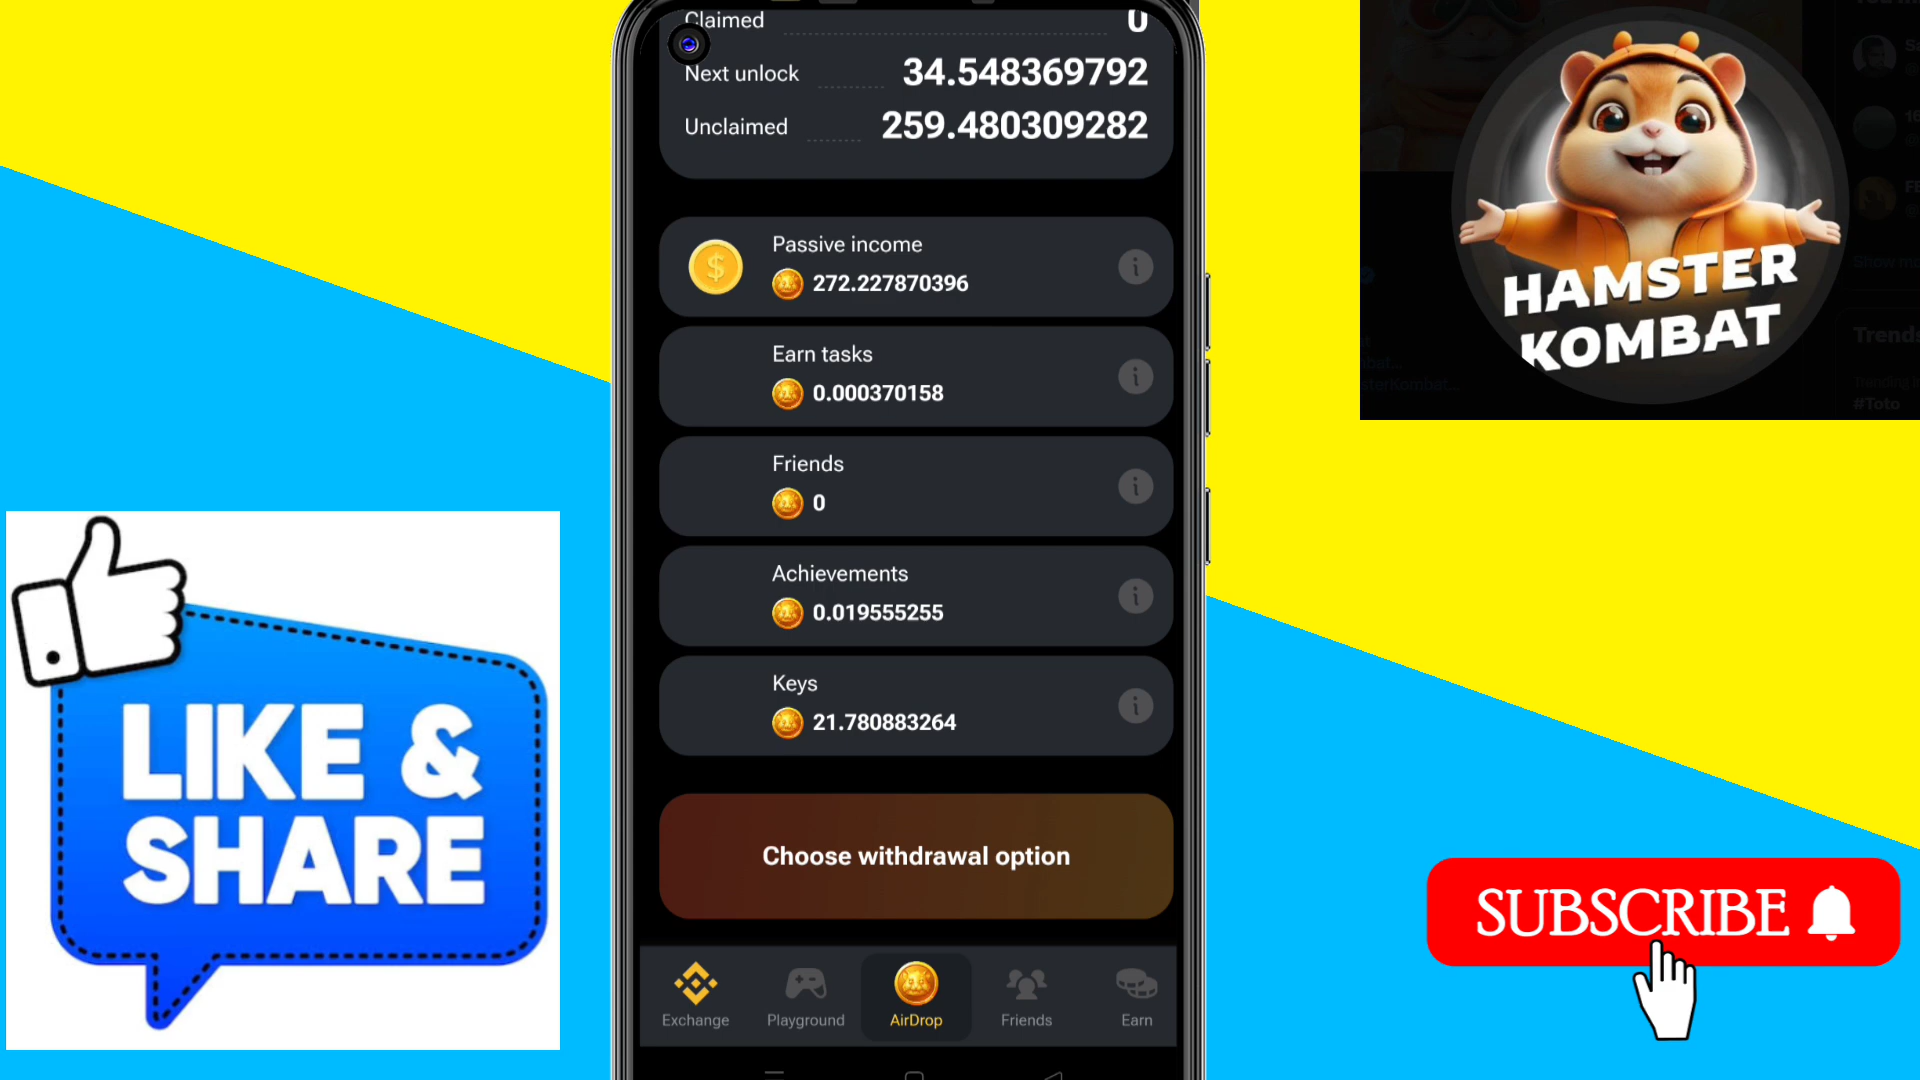 Claimed 0
Next unlock 34.548369792
Unclaimed 259.480309282
Passive income
272.227870396
Earn tasks
0.000370158
Friends
0
Achievements
0.019555255
Keys
21.780883264
Choose withdrawal option
Exchange Playground AirDrop Friends Earn
LIKE &
SHARE
HAMSTER
KOMBAT
Trends
#Toto
SUBSCRIBE